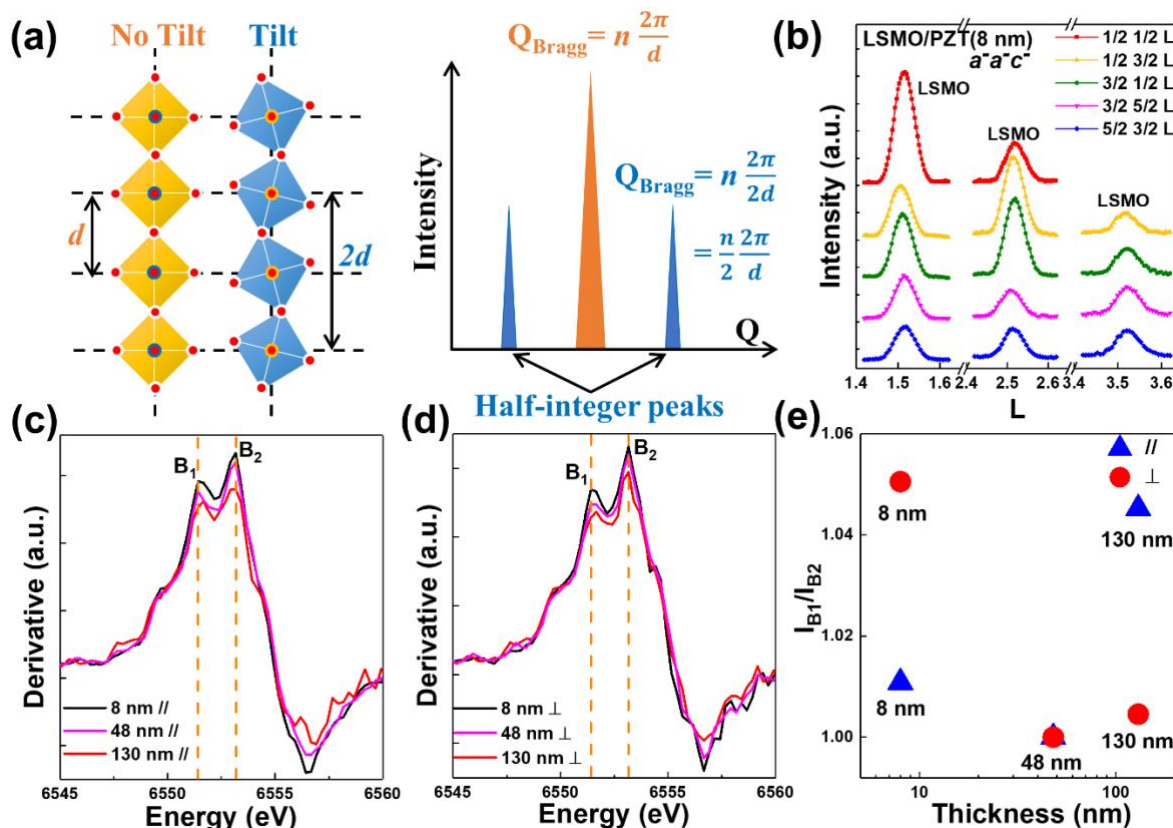 (a)
No Tilt
Tilt
d
2d
Q_Bragg = n 2π/d
Q_Bragg = n 2π/2d
= n/2 2π/d
Intensity
Q
Half-integer peaks
(b)
LSMO/PZT(8 nm)
a⁻a⁻c⁻
1/2 1/2 L
1/2 3/2 L
3/2 1/2 L
3/2 5/2 L
5/2 3/2 L
LSMO
LSMO
LSMO
Intensity (a.u.)
1.4 1.5 1.6 2.4 2.5 2.6 3.4 3.5 3.6
L
(c)
B₁
B₂
Derivative (a.u.)
8 nm //
48 nm //
130 nm //
6545 6550 6555 6560
Energy (eV)
(d)
B₁
B₂
Derivative (a.u.)
8 nm ⊥
48 nm ⊥
130 nm ⊥
6545 6550 6555 6560
Energy (eV)
(e)
1.06
1.04
1.02
1.00
I_B1/I_B2
//
⊥
8 nm
130 nm
8 nm
48 nm
130 nm
10 100
Thickness (nm)